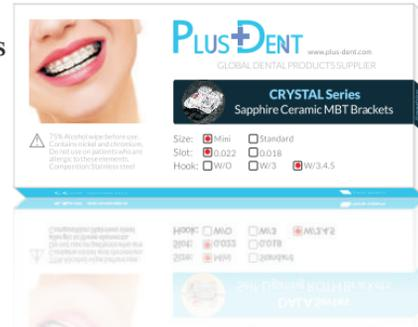 s
PLUS DENT www.plus-dent.com
GLOBAL DENTAL PRODUCTS SUPPLIER
CRYSTAL Series
Sapphire Ceramic MBT Brackets
75% Alcohol wipe before use.
Contains nickel and chromium.
Do not use on patients who are
allergic to these elements.
Composition: Stainless steel
Size: Mini Standard
Slot: 0.022 0.018
Hook: W/O W/3 W/3.4.5